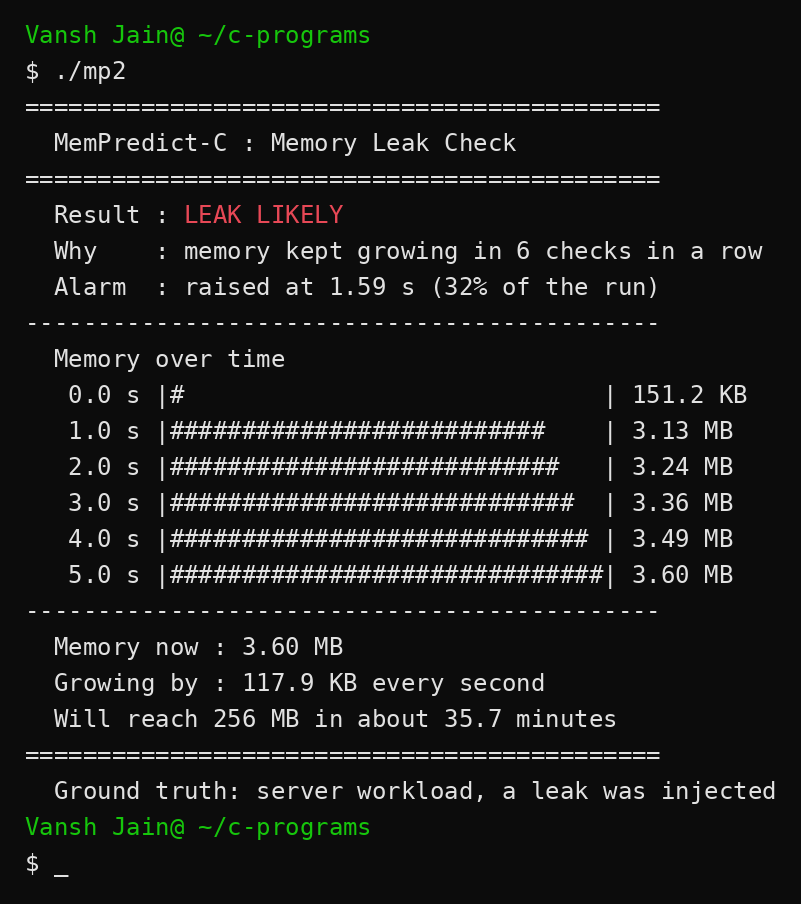 Vansh Jain@ ~/c-programs
$ ./mp2
============================================
  MemPredict-C : Memory Leak Check
============================================
  Result : LEAK LIKELY
  Why    : memory kept growing in 6 checks in a row
  Alarm  : raised at 1.59 s (32% of the run)
--------------------------------------------
  Memory over time
   0.0 s |#                             | 151.2 KB
   1.0 s |##########################    | 3.13 MB
   2.0 s |###########################   | 3.24 MB
   3.0 s |############################  | 3.36 MB
   4.0 s |############################# | 3.49 MB
   5.0 s |##############################| 3.60 MB
--------------------------------------------
  Memory now : 3.60 MB
  Growing by : 117.9 KB every second
  Will reach 256 MB in about 35.7 minutes
============================================
  Ground truth: server workload, a leak was injected
Vansh Jain@ ~/c-programs
$ _